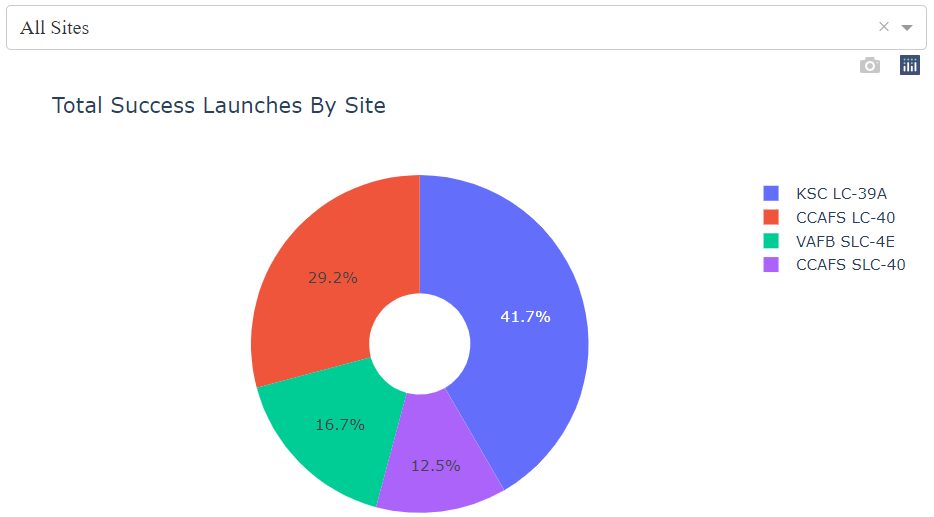 All Sites
Total Success Launches By Site
KSC LC-39A
CCAFS LC-40
VAFB SLC-4E
CCAFS SLC-40
29.2%
41.7%
16.7%
12.5%